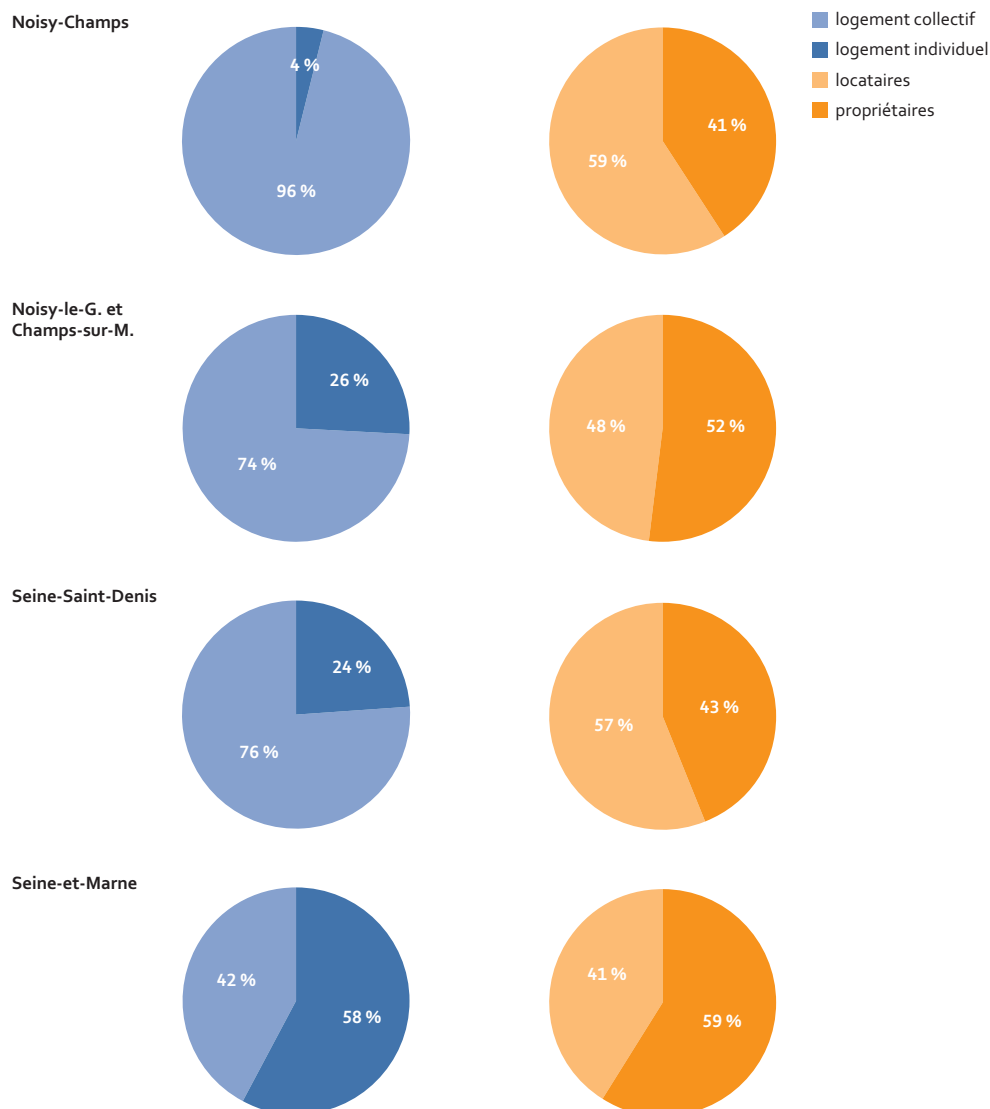 Noisy-Champs
4 %
96 %
59 %
41 %
logement collectif
logement individuel
locataires
propriétaires
Noisy-le-G. et
Champs-sur-M.
26 %
74 %
48 %
52 %
Seine-Saint-Denis
24 %
76 %
57 %
43 %
Seine-et-Marne
42 %
58 %
41 %
59 %